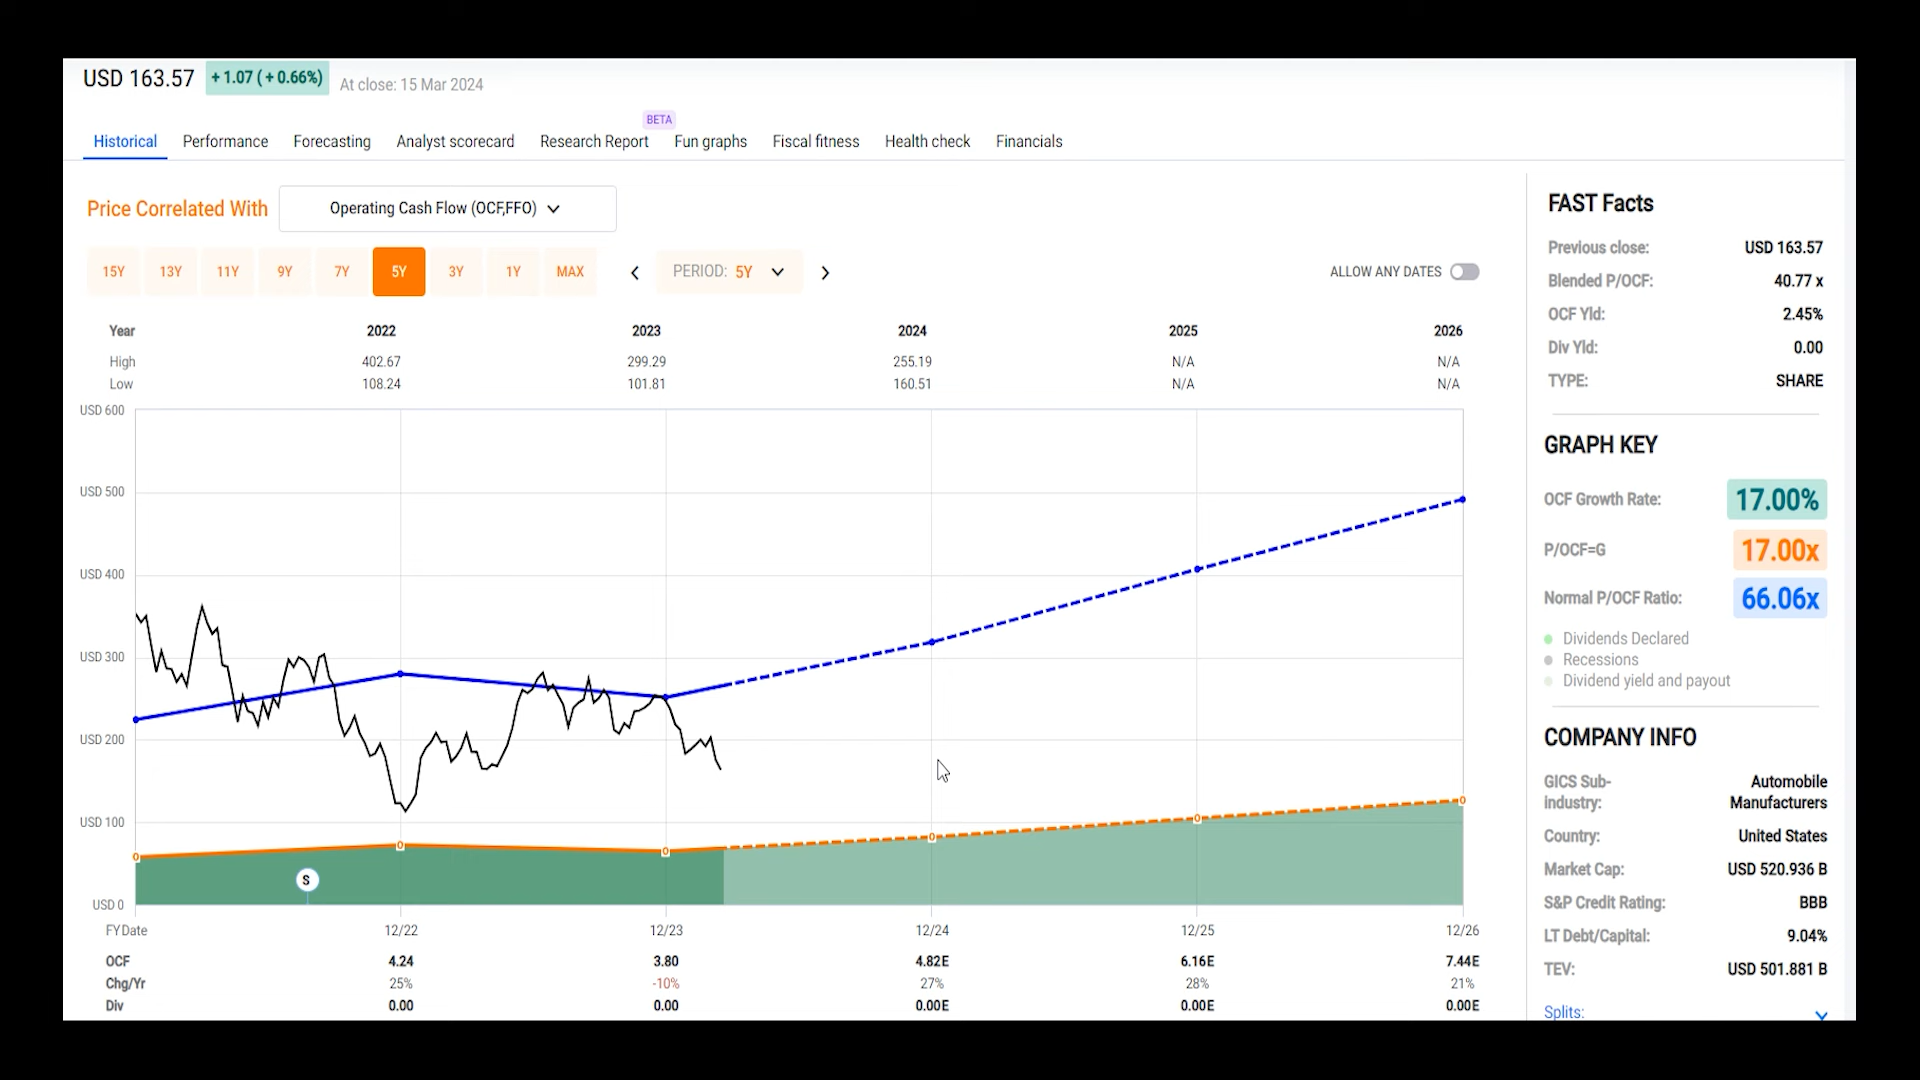 USD 163.57 + 1.07 ( + 0.66%) At close: 15 Mar 2024
BETA
Historical Performance Forecasting Analyst scorecard Research Report Fun graphs Fiscal fitness Health check Financials
Price Correlated With Operating Cash Flow (OCF,FFO)
15Y 13Y 11Y 9Y 7Y 5Y 3Y 1Y MAX PERIOD: 5Y ALLOW ANY DATES
Year 2022 2023 2024 2025 2026
High 402.67 299.29 255.19 N/A N/A
Low 108.24 101.81 160.51 N/A N/A
USD 600
USD 500
USD 400
USD 300
USD 200
USD 100
USD 0
S
FY Date 12/22 12/23 12/24 12/25 12/26
OCF 4.24 3.80 4.82E 6.16E 7.44E
Chg/Yr 25% -10% 27% 28% 21%
Div 0.00 0.00 0.00E 0.00E 0.00E
FAST Facts
Previous close: USD 163.57
Blended P/OCF: 40.77 x
OCF Yld: 2.45%
Div Yld: 0.00
TYPE: SHARE
GRAPH KEY
OCF Growth Rate: 17.00%
P/OCF=G 17.00x
Normal P/OCF Ratio: 66.06x
Dividends Declared
Recessions
Dividend yield and payout
COMPANY INFO
GICS Sub-industry: Automobile Manufacturers
Country: United States
Market Cap: USD 520.936 B
S&P Credit Rating: BBB
LT Debt/Capital: 9.04%
TEV: USD 501.881 B
Splits: